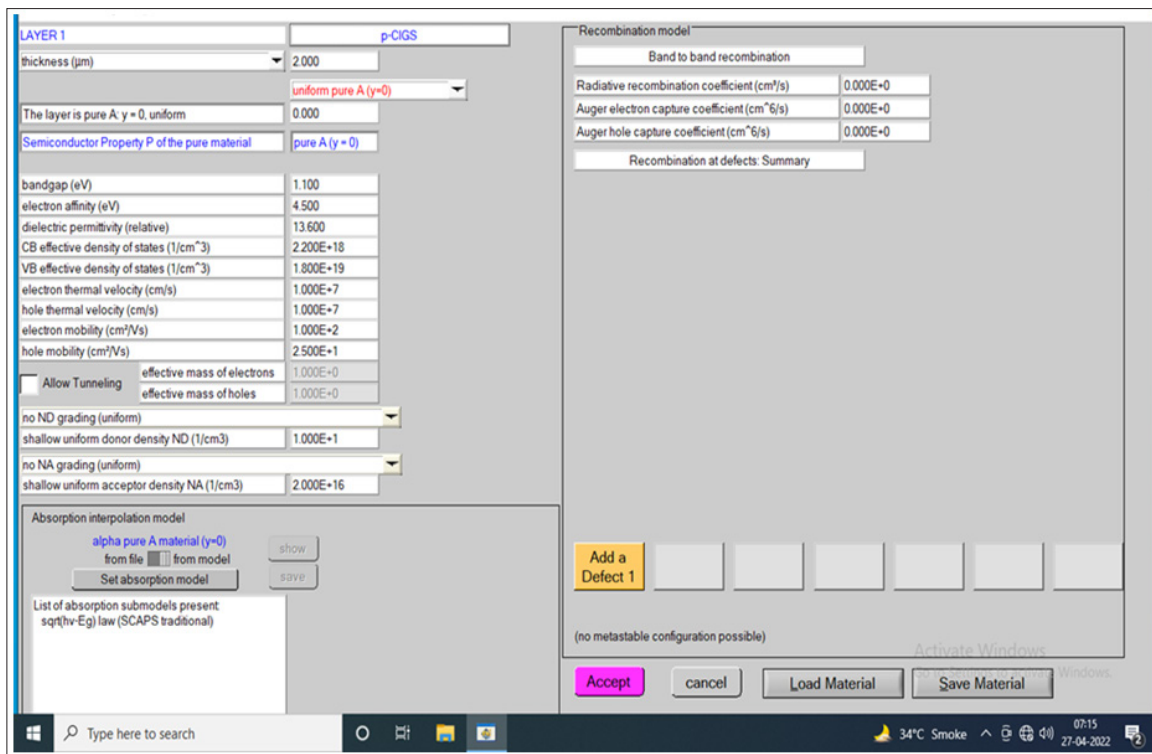 LAYER 1 p-CIGS
thickness (µm) 2.000
uniform pure A (y=0)
The layer is pure A: y = 0, uniform 0.000
Semiconductor Property P of the pure material pure A (y = 0)
bandgap (eV) 1.100
electron affinity (eV) 4.500
dielectric permittivity (relative) 13.600
CB effective density of states (1/cm^3) 2.200E+18
VB effective density of states (1/cm^3) 1.800E+19
electron thermal velocity (cm/s) 1.000E+7
hole thermal velocity (cm/s) 1.000E+7
electron mobility (cm²/Vs) 1.000E+2
hole mobility (cm²/Vs) 2.500E+1
Allow Tunneling
effective mass of electrons 1.000E+0
effective mass of holes 1.000E+0
no ND grading (uniform)
shallow uniform donor density ND (1/cm3) 1.000E+1
no NA grading (uniform)
shallow uniform acceptor density NA (1/cm3) 2.000E+16
Absorption interpolation model
alpha pure A material (y=0)
from file from model
show
Set absorption model
save
List of absorption submodels present
sqrt(hv-Eg) law (SCAPS traditional)
Recombination model
Band to band recombination
Radiative recombination coefficient (cm³/s) 0.000E+0
Auger electron capture coefficient (cm^6/s) 0.000E+0
Auger hole capture coefficient (cm^6/s) 0.000E+0
Recombination at defects: Summary
Add a
Defect 1
(no metastable configuration possible)
Activate Windows
Go to Settings to activate Windows.
Accept cancel Load Material Save Material
Type here to search
34°C Smoke
07:15
27-04-2022
2